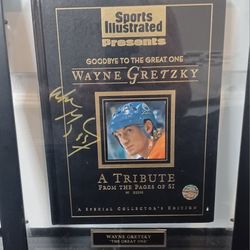 Sports Illustrated
Presents
GOODBYE TO THE GREAT ONE
WAYNE GRETZKY
A TRIBUTE
FROM THE PAGES OF SI
A SPECIAL COLLECTOR'S EDITION
WAYNE GRETZKY
"THE GREAT ONE"